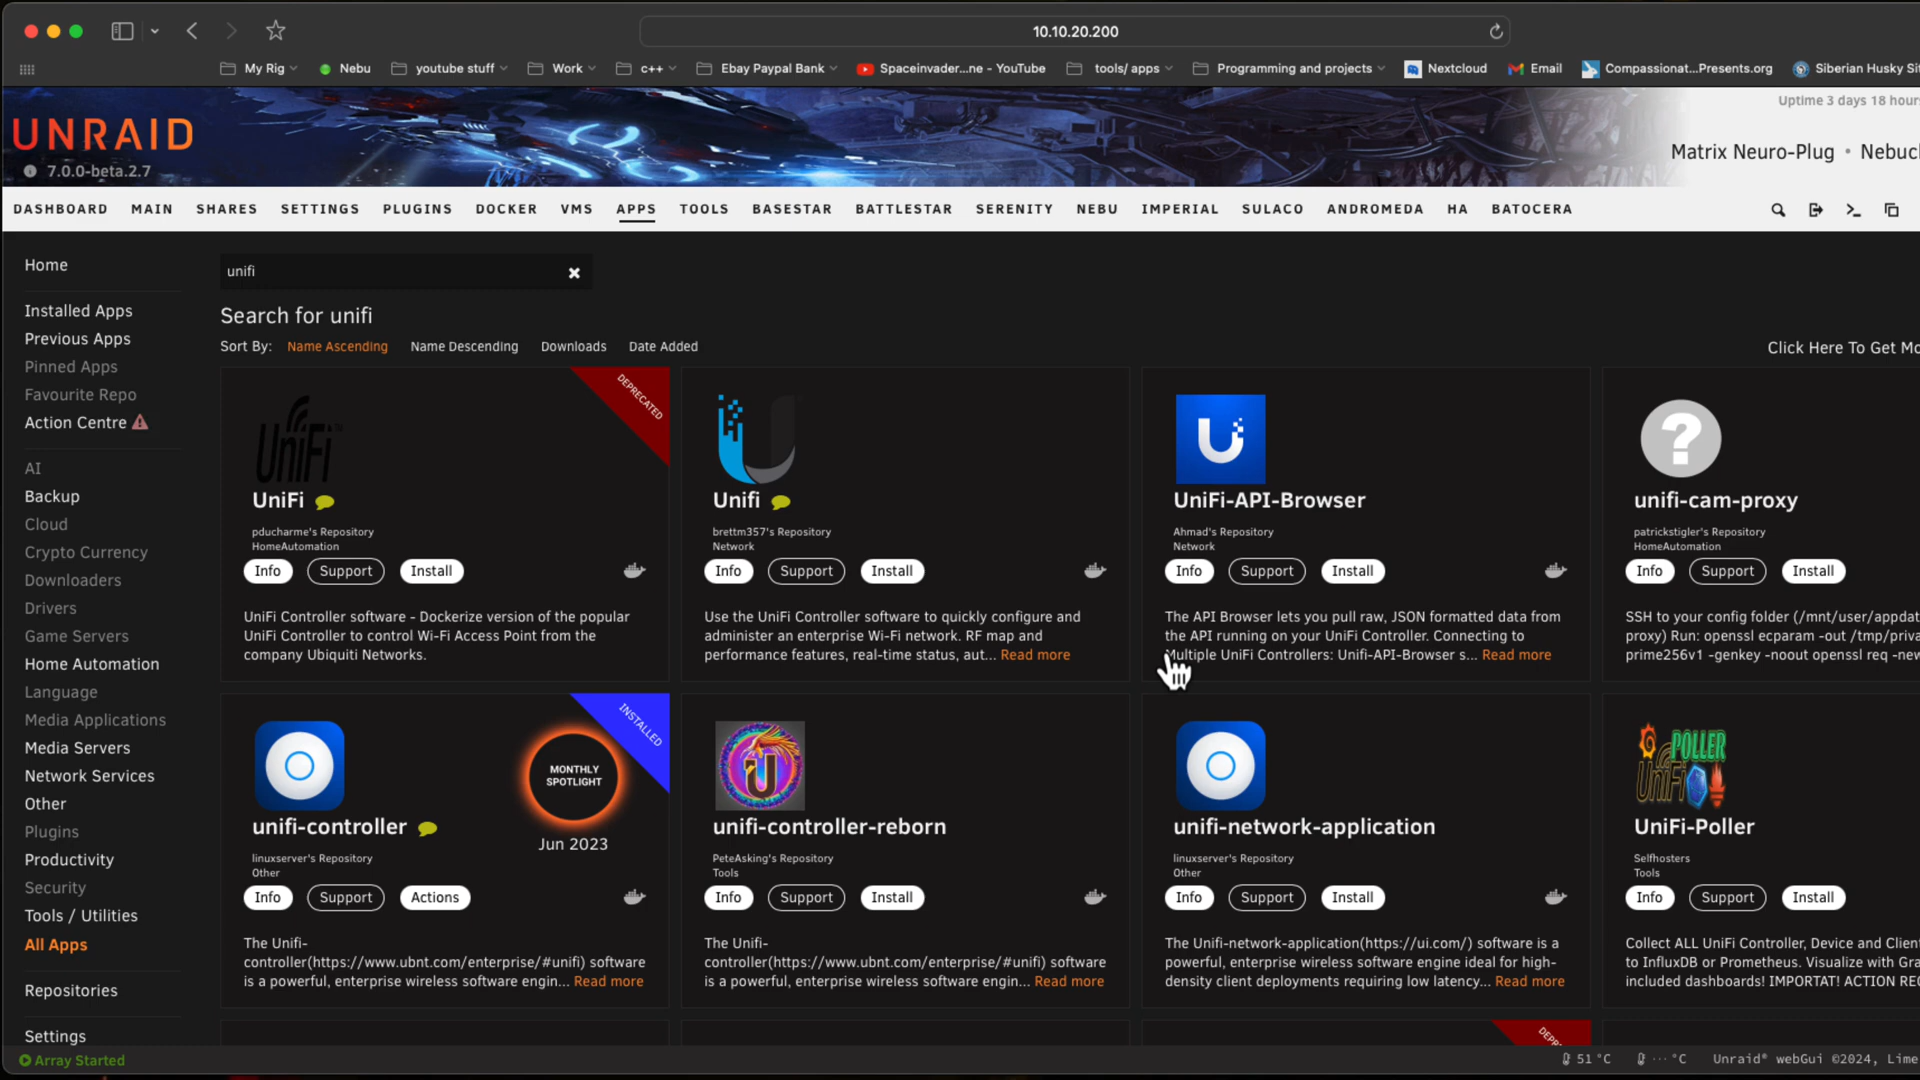 10.10.20.200
My Rig
Nebu
youtube stuff
Work
c++
Ebay Paypal Bank
Spaceinvader...ne - YouTube
tools/ apps
Programming and projects
Nextcloud
Email
Compassionat...Presents.org
Siberian Husky Sit
Uptime 3 days 18 hours
UNRAID
7.0.0-beta.2.7
Matrix Neuro-Plug • Nebuc
DASHBOARD MAIN SHARES SETTINGS PLUGINS DOCKER VMS APPS TOOLS BASESTAR BATTLESTAR SERENITY NEBU IMPERIAL SULACO ANDROMEDA HA BATOCERA
Home
Installed Apps
Previous Apps
Pinned Apps
Favourite Repo
Action Centre
AI
Backup
Cloud
Crypto Currency
Downloaders
Drivers
Game Servers
Home Automation
Language
Media Applications
Media Servers
Network Services
Other
Plugins
Productivity
Security
Tools / Utilities
All Apps
Repositories
Settings
unifi
Search for unifi
Sort By: Name Ascending Name Descending Downloads Date Added
Click Here To Get Mo
DEPRECATED
UniFi
UniFi
pducharme's Repository
HomeAutomation
Info Support Install
UniFi Controller software - Dockerize version of the popular
UniFi Controller to control Wi-Fi Access Point from the
company Ubiquiti Networks.
Unifi
brettm357's Repository
Network
Info Support Install
Use the UniFi Controller software to quickly configure and
administer an enterprise Wi-Fi network. RF map and
performance features, real-time status, aut... Read more
UniFi-API-Browser
Ahmad's Repository
Network
Info Support Install
The API Browser lets you pull raw, JSON formatted data from
the API running on your UniFi Controller. Connecting to
Multiple UniFi Controllers: Unifi-API-Browser s... Read more
unifi-cam-proxy
patrickstigler's Repository
HomeAutomation
Info Support Install
SSH to your config folder (/mnt/user/appdat
proxy) Run: openssl ecparam -out /tmp/priva
prime256v1 -genkey -noout openssl req -new
INSTALLED
MONTHLY
SPOTLIGHT
Jun 2023
unifi-controller
linuxserver's Repository
Other
Info Support Actions
The Unifi-
controller(https://www.ubnt.com/enterprise/#unifi) software
is a powerful, enterprise wireless software engin... Read more
unifi-controller-reborn
PeteAsking's Repository
Tools
Info Support Install
The Unifi-
controller(https://www.ubnt.com/enterprise/#unifi) software
is a powerful, enterprise wireless software engin... Read more
unifi-network-application
linuxserver's Repository
Other
Info Support Install
The Unifi-network-application(https://ui.com/) software is a
powerful, enterprise wireless software engine ideal for high-
density client deployments requiring low latency... Read more
POLLER
UniFi
UniFi-Poller
Selfhosters
Tools
Info Support Install
Collect ALL UniFi Controller, Device and Clien
to InfluxDB or Prometheus. Visualize with Gra
included dashboards! IMPORTAT! ACTION REQ
DEPR
Array Started
51 °C
··· °C
Unraid® webGui ©2024, Lime